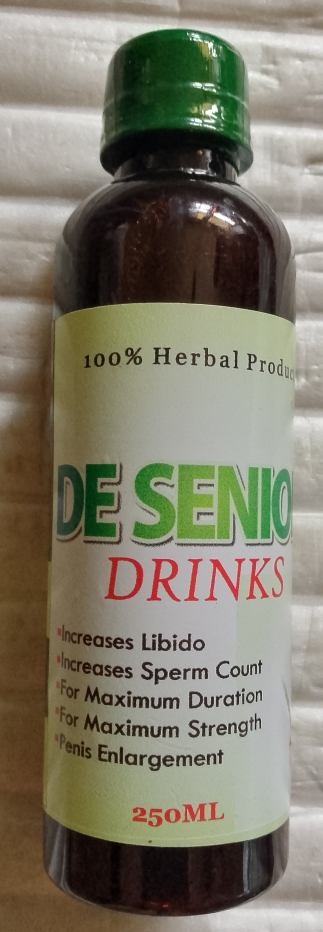 100% Herbal Produc
DE SENIO
DRINKS
Increases Libido
Increases Sperm Count
For Maximum Duration
For Maximum Strength
Penis Enlargement
250ML